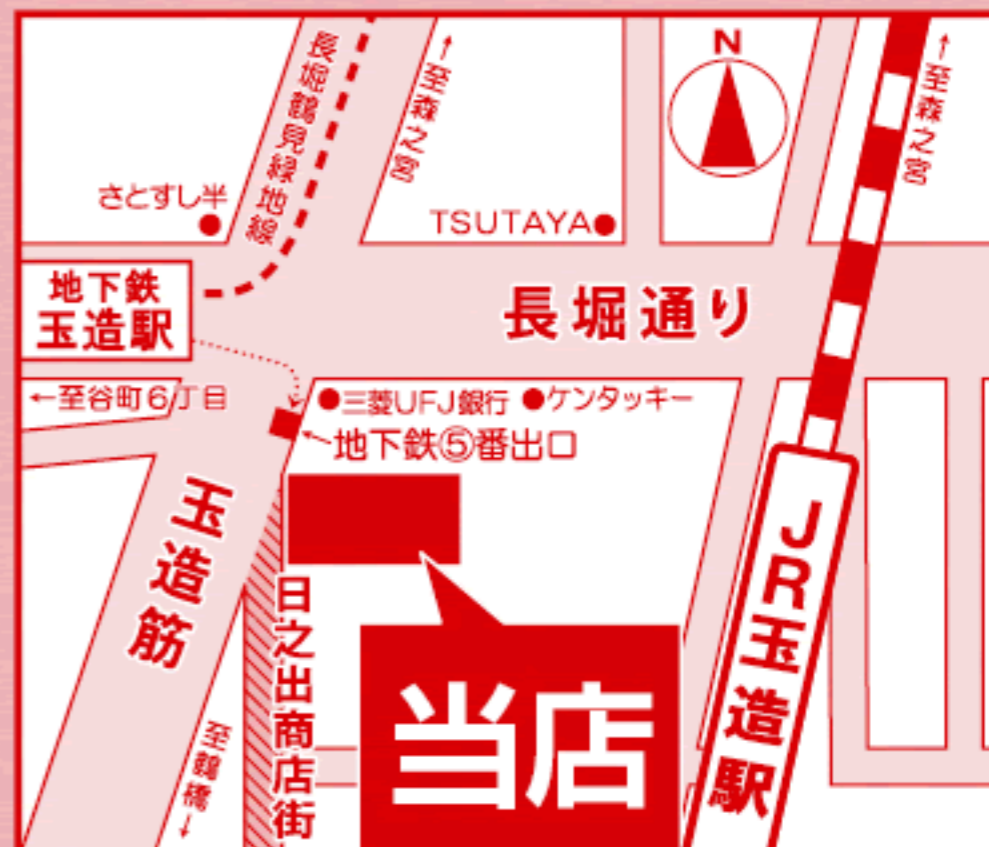 長堀鶴見緑地線
↑至森之宮
N
↑至森之宮
さとすし半
TSUTAYA
地下鉄
玉造駅
長堀通り
←至谷町6丁目
三菱UFJ銀行
ケンタッキー
←地下鉄⑤番出口
玉造筋
日之出商店街
JR玉造駅
当店
至鶴橋↓